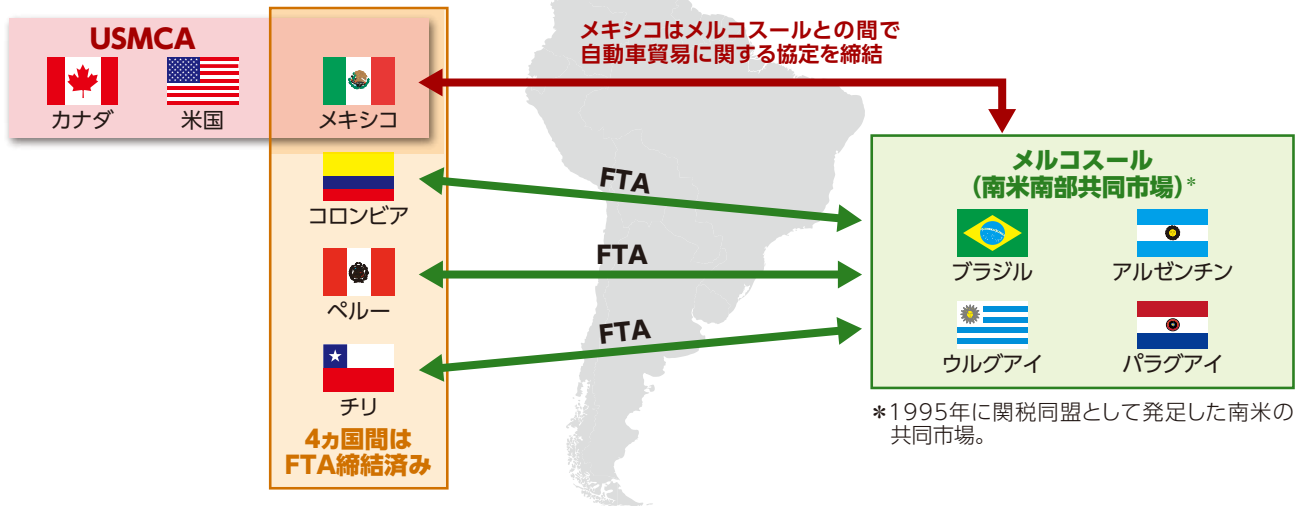 USMCA
カナダ
米国
メキシコ
メキシコはメルコスールとの間で
自動車貿易に関する協定を締結
コロンビア
ペルー
チリ
4ヵ国間は
FTA締結済み
FTA
FTA
FTA
メルコスール
（南米南部共同市場）*
ブラジル
アルゼンチン
ウルグアイ
パラグアイ
*1995年に関税同盟として発足した南米の
共同市場。